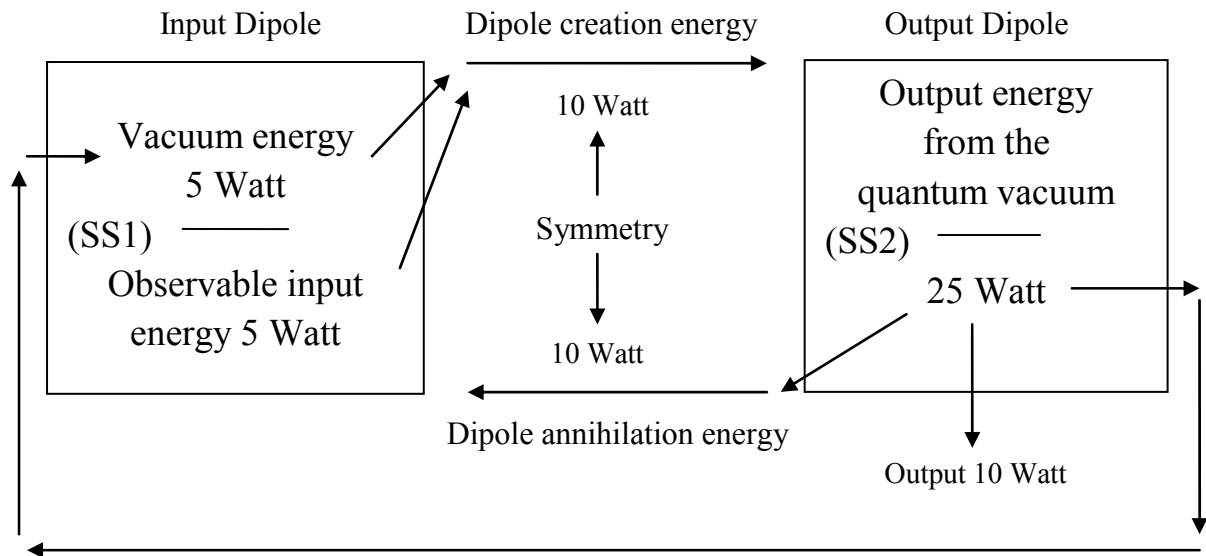 Input Dipole
Dipole creation energy
Output Dipole
Vacuum energy
5 Watt
(SS1)
Observable input
energy 5 Watt
10 Watt
Symmetry
10 Watt
Dipole annihilation energy
Output energy
from the
quantum vacuum
(SS2)
25 Watt
Output 10 Watt